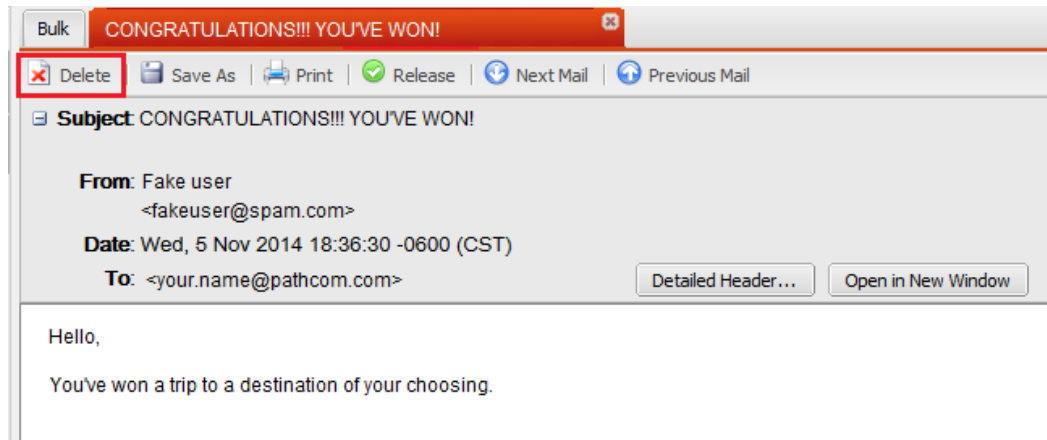 Bulk CONGRATULATIONS!!! YOU'VE WON!
Delete Save As Print Release Next Mail Previous Mail
Subject: CONGRATULATIONS!!! YOU'VE WON!
From: Fake user
<fakeuser@spam.com>
Date: Wed, 5 Nov 2014 18:36:30 -0600 (CST)
To: <your.name@pathcom.com> Detailed Header... Open in New Window
Hello,
You've won a trip to a destination of your choosing.